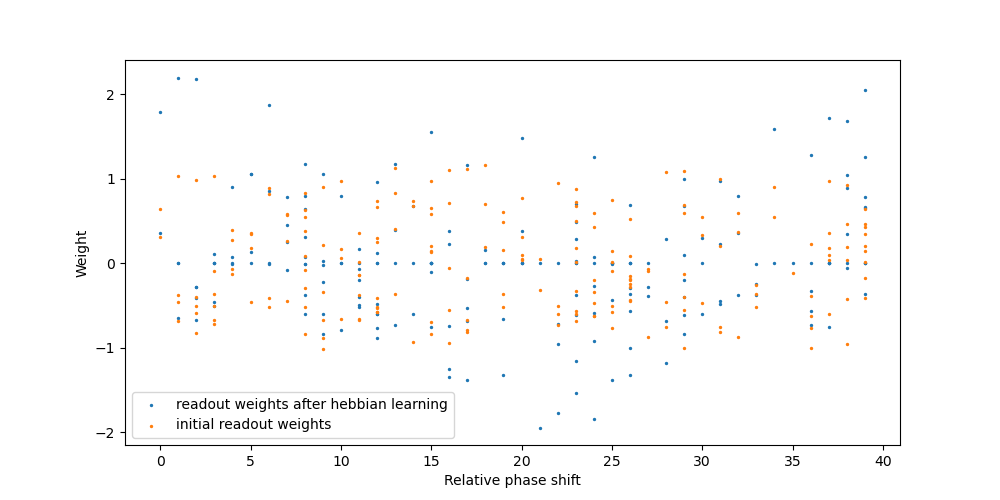 2
1
0
−1
−2
Weight
readout weights after hebbian learning
initial readout weights
0 5 10 15 20 25 30 35 40
Relative phase shift